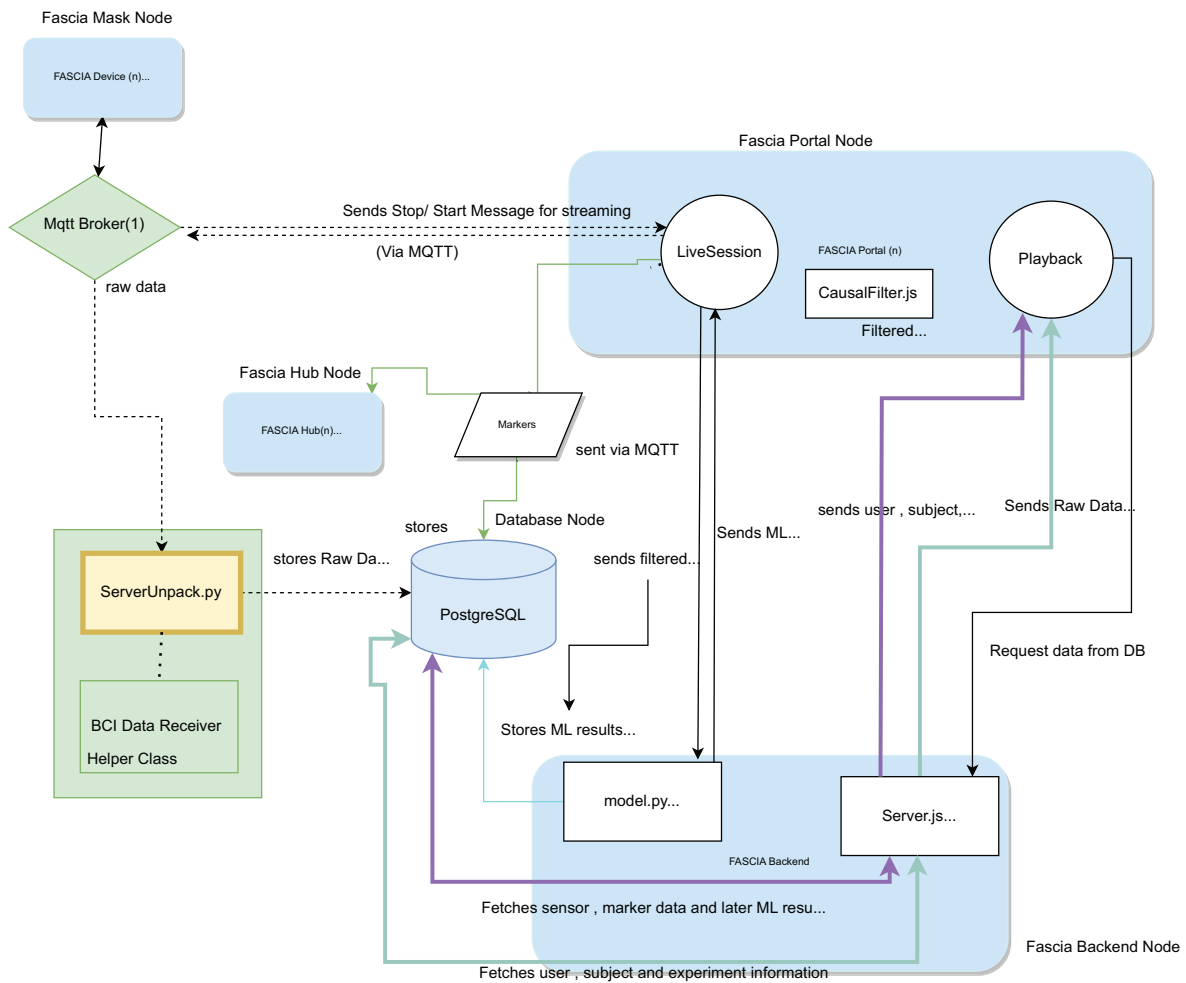 Fascia Mask Node
FASCIA Device (n)...
Fascia Portal Node
Mqtt Broker(1)
Sends Stop/ Start Message for streaming
(Via MQTT)
LiveSession
FASCIA Portal (n)
Playback
CausalFilter.js
Filtered...
raw data
Fascia Hub Node
FASCIA Hub(n)...
Markers
sent via MQTT
stores
Database Node
sends user , subject,...
Sends Raw Data...
Sends ML...
stores Raw Da...
sends filtered...
ServerUnpack.py
PostgreSQL
Request data from DB
BCI Data Receiver
Helper Class
Stores ML results...
model.py...
Server.js...
FASCIA Backend
Fetches sensor , marker data and later ML resu...
Fascia Backend Node
Fetches user , subject and experiment information